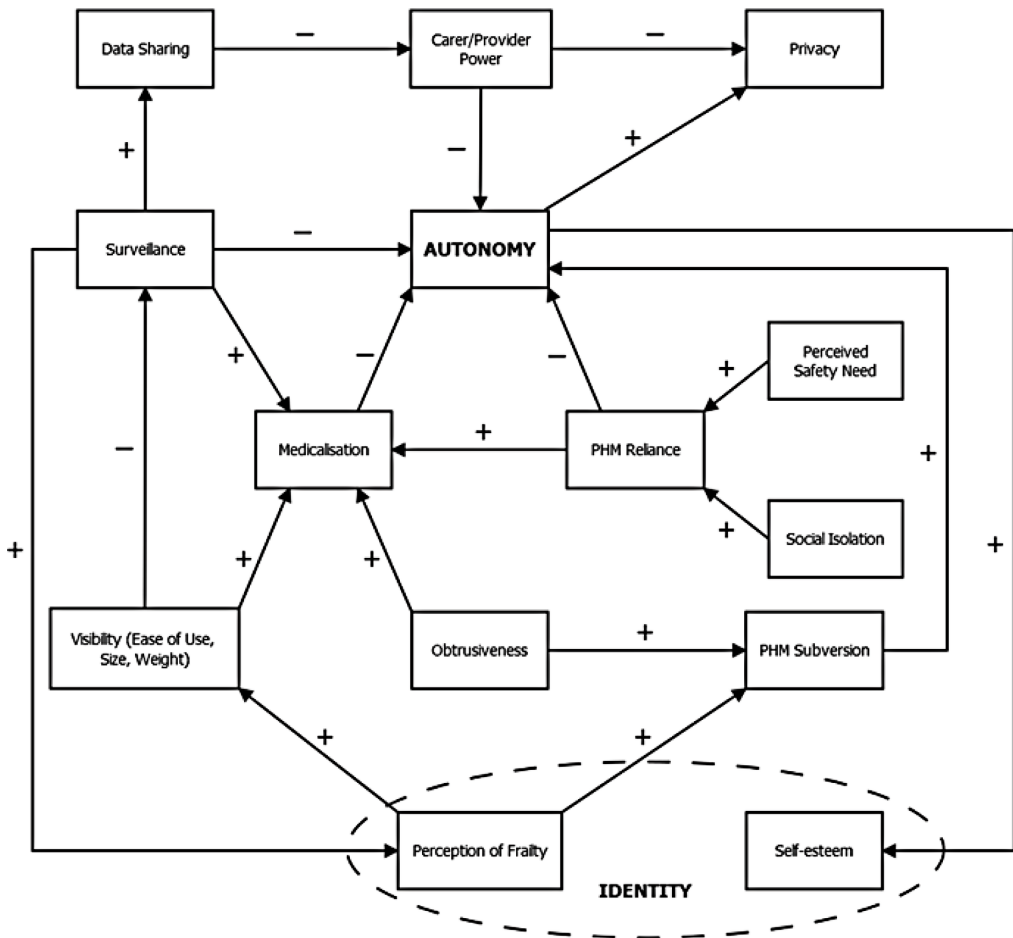 Data Sharing
−
Carer/Provider
Power
−
Privacy
+
−
+
Surveillance
−
AUTONOMY
+
−
−
+
Perceived
Safety Need
Medicalisation
+
PHM Reliance
+
−
+
Social Isolation
+
+
+
+
Visibility (Ease of Use,
Size, Weight)
Obtrusiveness
+
PHM Subversion
+
+
Perception of Frailty
Self-esteem
IDENTITY